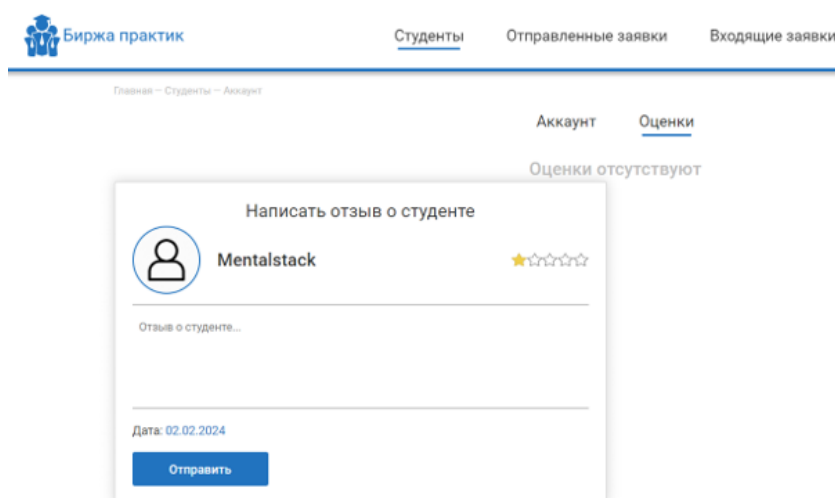 Биржа практик Студенты Отправленные заявки Входящие заявки
Главная — Студенты — Аккаунт
Аккаунт Оценки
Оценки отсутствуют
Написать отзыв о студенте
Mentalstack
Отзыв о студенте...
Дата: 02.02.2024
Отправить